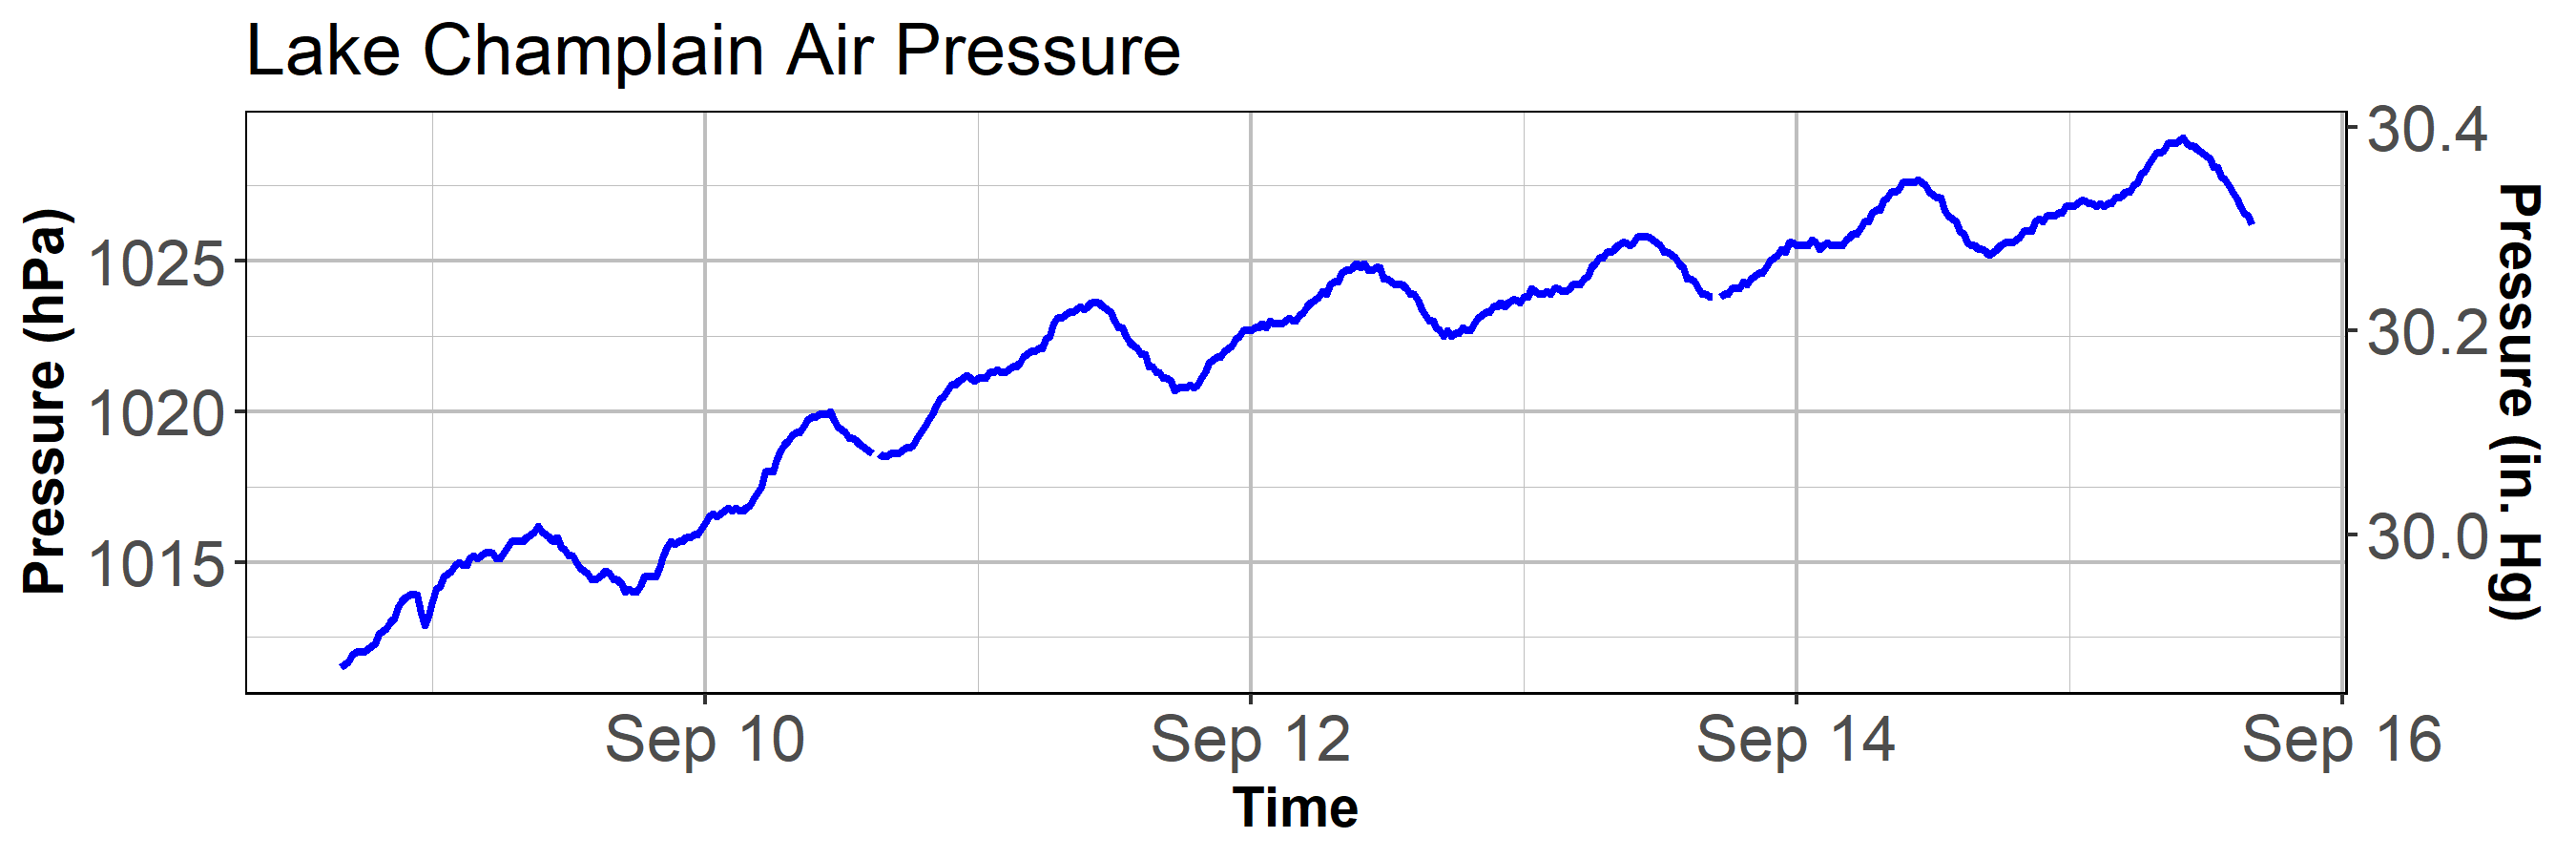 Lake Champlain Air Pressure
Pressure (hPa)
1025
1020
1015
30.4
30.2
30.0
Pressure (in. Hg)
Sep 10 Sep 12 Sep 14 Sep 16
Time